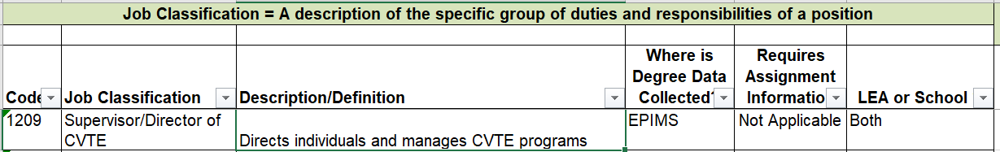 Job Classification = A description of the specific group of duties and responsibilities of a position
Where is Requires
Degree Data Assignment
Code Job Classification Description/Definition Collected? Informatio LEA or School
1209 Supervisor/Director of EPIMS Not Applicable Both
CVTE Directs individuals and manages CVTE programs